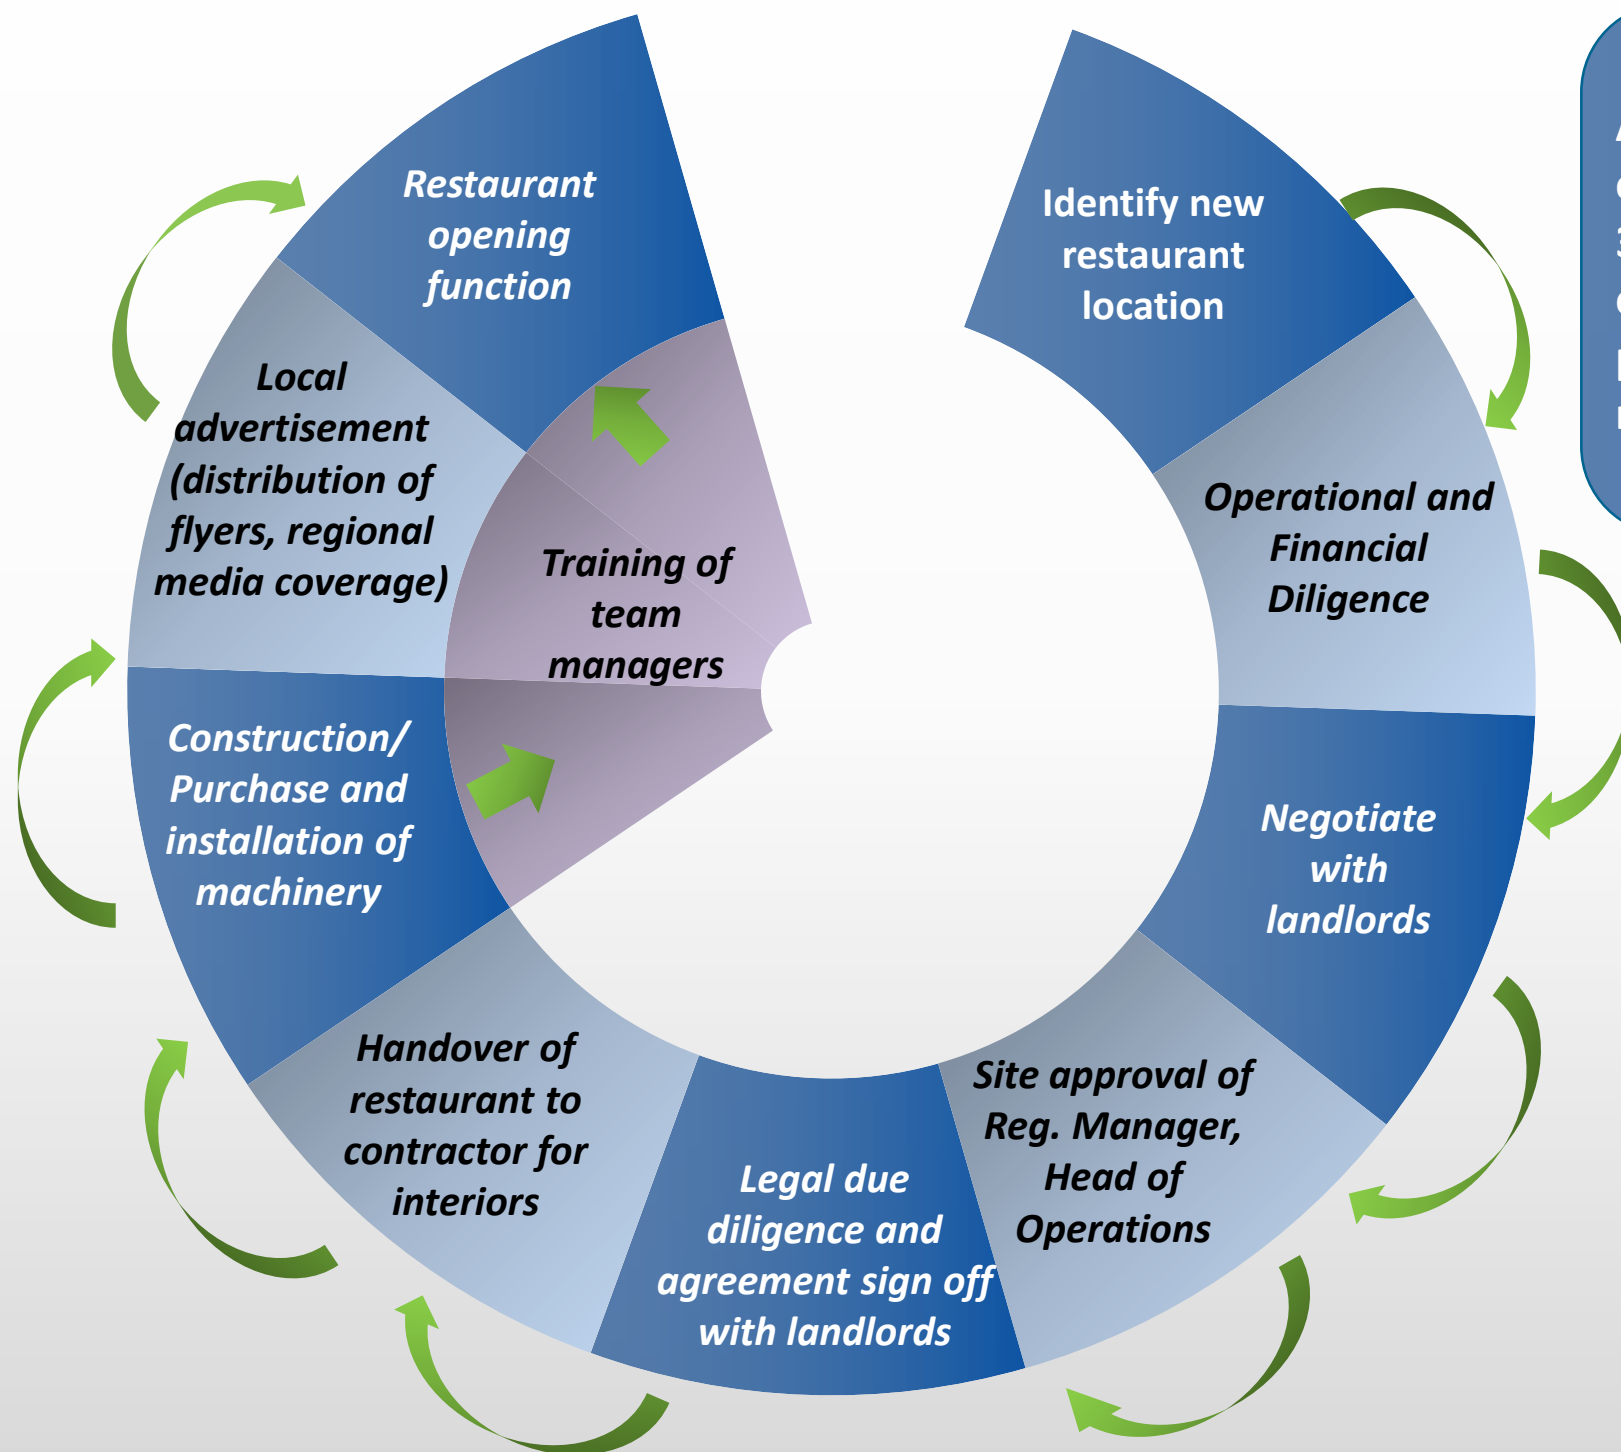 Identify new
restaurant
location
Operational and
Financial
Diligence
Negotiate
with
landlords
Site approval of
Reg. Manager,
Head of
Operations
Legal due
diligence and
agreement sign off
with landlords
Handover of
restaurant to
contractor for
interiors
Construction/
Purchase and
installation of
machinery
Local
advertisement
(distribution of
flyers, regional
media coverage)
Restaurant
opening
function
Training of
team
managers